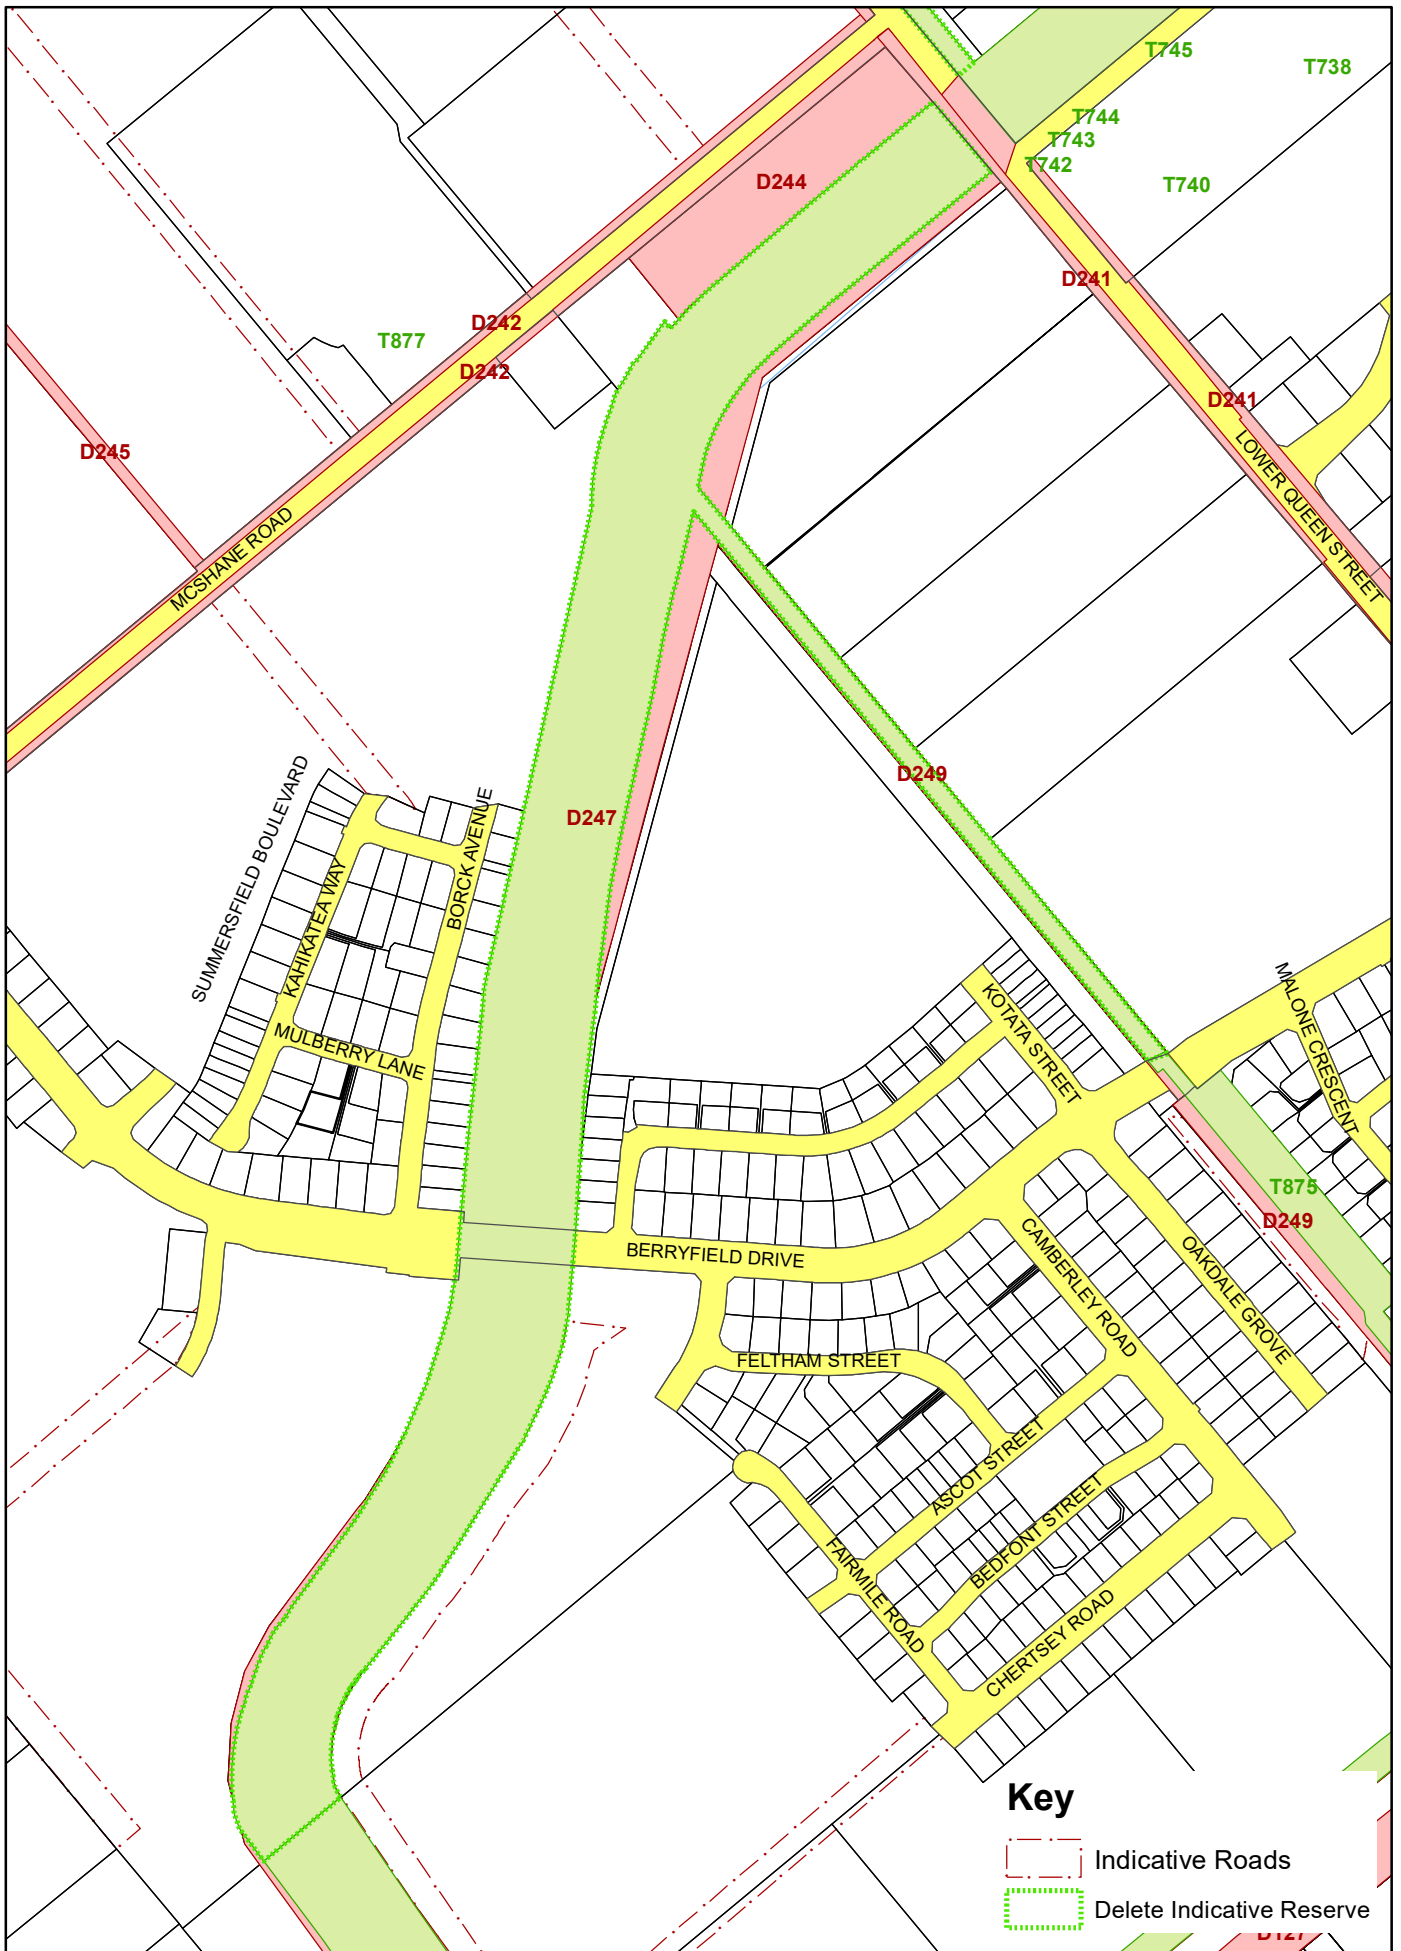 T745
T738
T744
T743
T742
D244
T740
D241
D242
T877
D242
D241
D245
LOWER QUEEN STREET
MCSHANE ROAD
D249
D247
SUMMERSFIELD BOULEVARD
BORCK AVENUE
KAHIKATEA WAY
MULBERRY LANE
KOTATA STREET
MALONE CRESCENT
T875
D249
BERRYFIELD DRIVE
CAMBERLEY ROAD
OAKDALE GROVE
FELTHAM STREET
ASCOT STREET
BEDFONT STREET
FAIRMILE ROAD
CHERTSEY ROAD
Key
Indicative Roads
Delete Indicative Reserve
D127